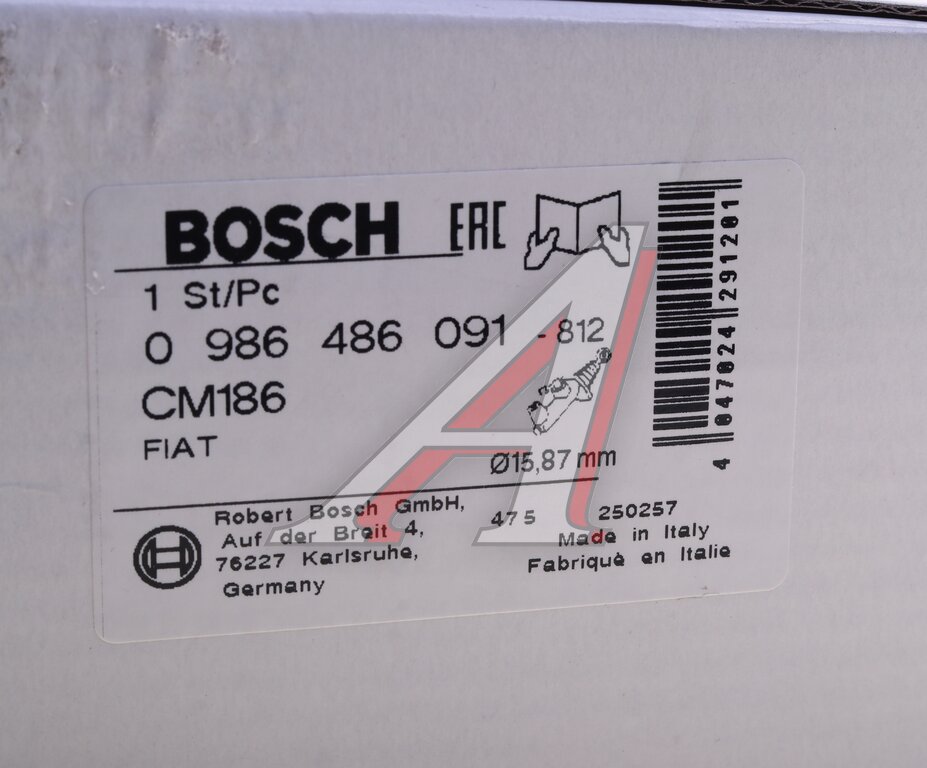 BOSCH EAC
1 St/Pc
0 986 486 091 - 812
CM186
FIAT
Ø15,87 mm
4 047024 291201
Robert Bosch GmbH,
Auf der Breit 4,
76227 Karlsruhe,
Germany
475 250257
Made in Italy
Fabriquè en Italie